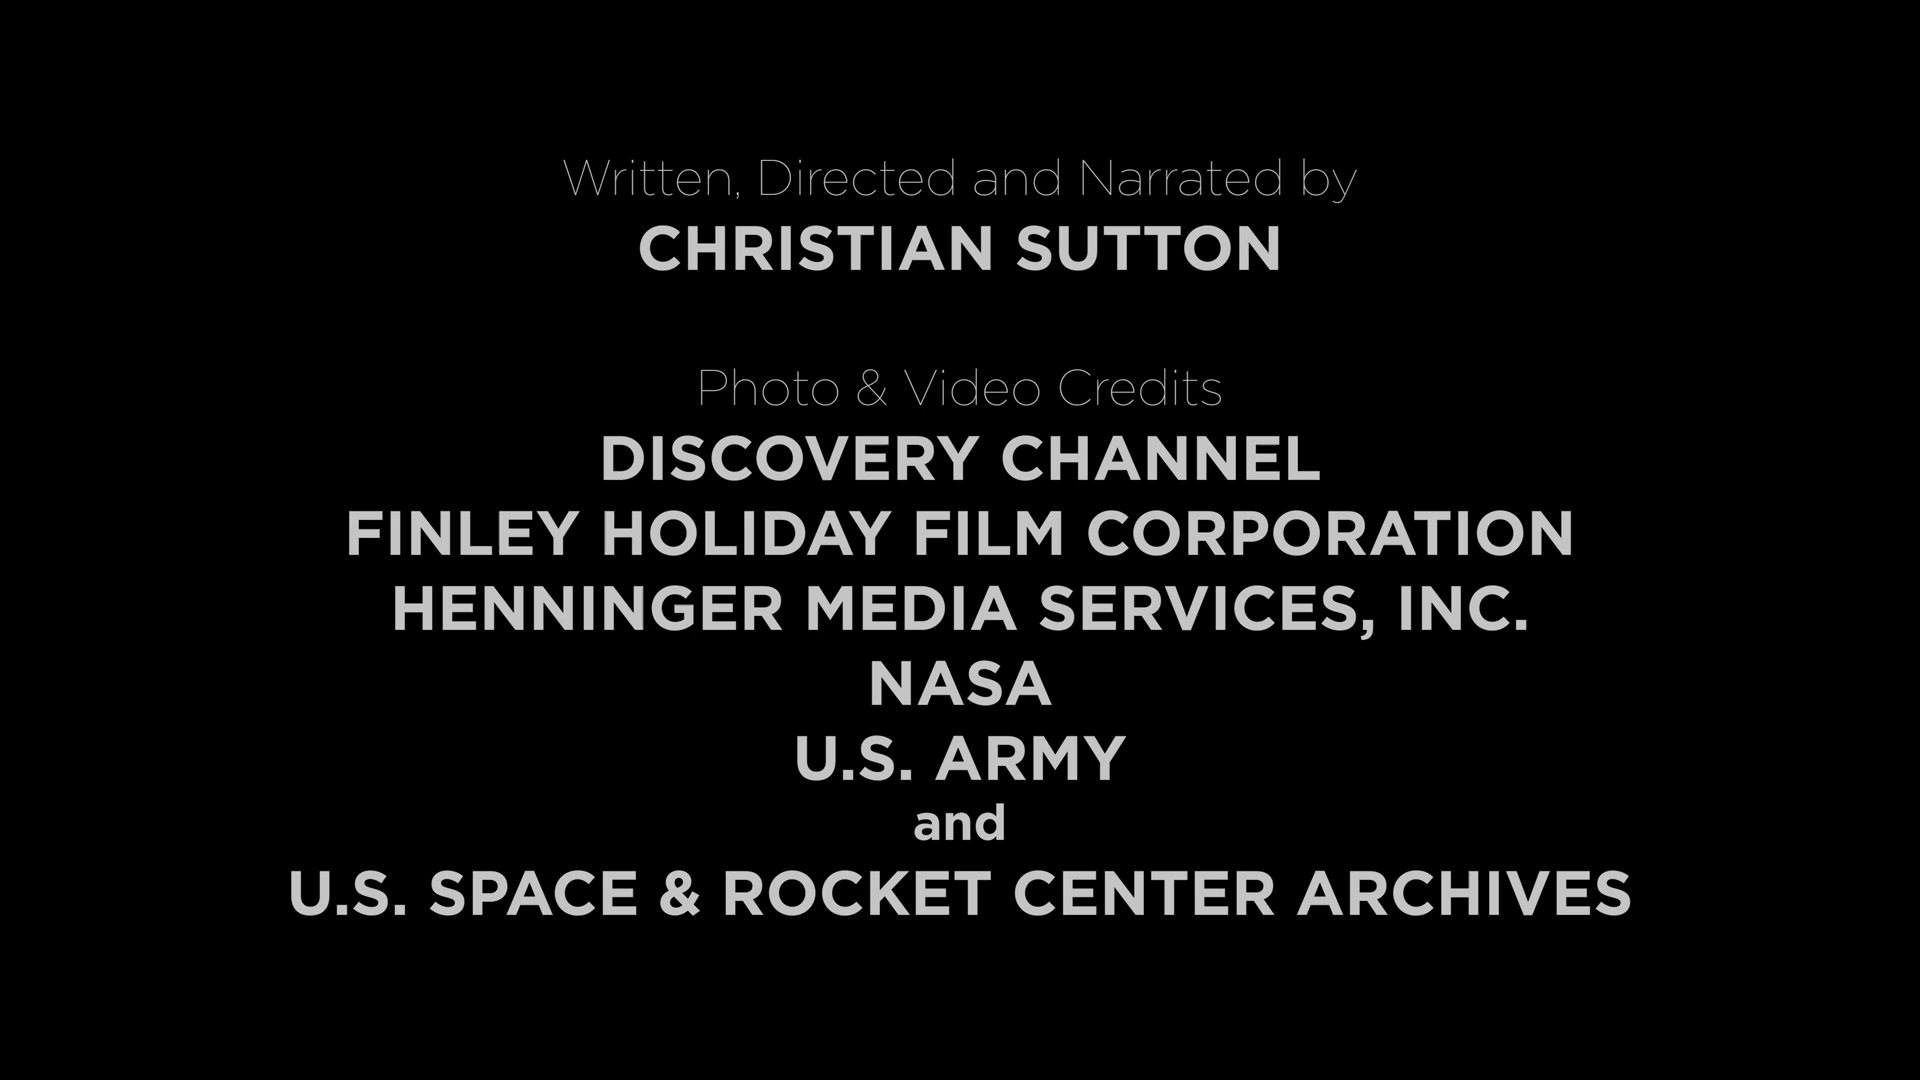 Written, Directed and Narrated by
CHRISTIAN SUTTON
Photo & Video Credits
DISCOVERY CHANNEL
FINLEY HOLIDAY FILM CORPORATION
HENNINGER MEDIA SERVICES, INC.
NASA
U.S. ARMY
and
U.S. SPACE & ROCKET CENTER ARCHIVES